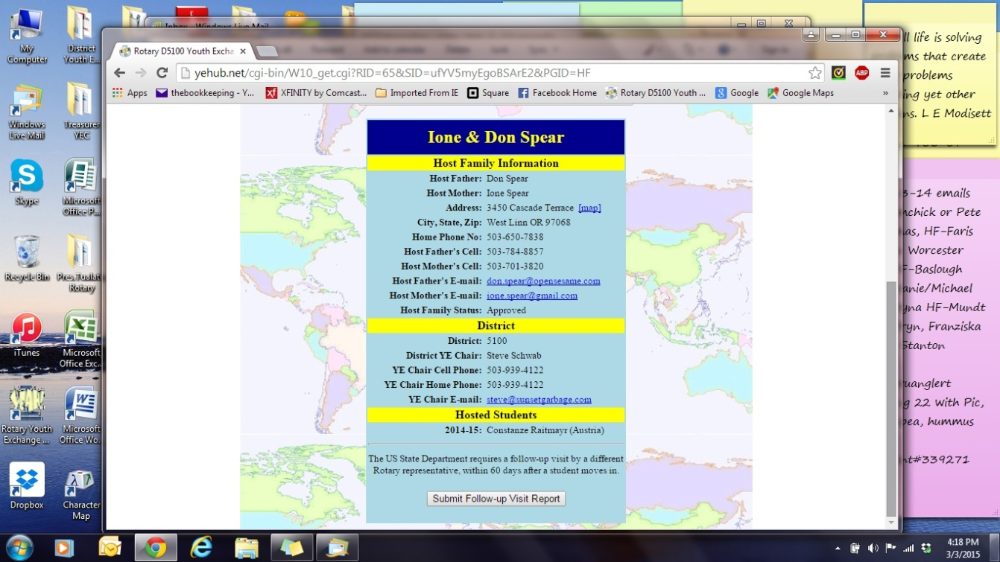 My Computer
District Youth E...
Windows Live Mail
Treasurer YEC
Skype
Microsoft Office P...
Recycle Bin
Pres.Tualat... Rotary
iTunes
Microsoft Office Exc...
Rotary Youth Exchange ...
Microsoft Office Wo...
Dropbox
Character Map
Inbox - Windows Live Mail
Rotary D5100 Youth Excha
yehub.net/cgi-bin/W10_get.cgi?RID=65&SID=ufYV5myEgoBSArE2&PGID=HF
Apps thebookkeeping - Y... XFINITY by Comcast... Imported From IE Square Facebook Home Rotary D5100 Youth ... Google Google Maps »
Ione & Don Spear
Host Family Information
Host Father: Don Spear
Host Mother: Ione Spear
Address: 3450 Cascade Terrace [map]
City, State, Zip: West Linn OR 97068
Home Phone No: 503-650-7838
Host Father's Cell: 503-784-8857
Host Mother's Cell: 503-701-3820
Host Father's E-mail: don.spear@opensesame.com
Host Mother's E-mail: ione.spear@gmail.com
Host Family Status: Approved
District
District: 5100
District YE Chair: Steve Schwab
YE Chair Cell Phone: 503-939-4122
YE Chair Home Phone: 503-939-4122
YE Chair E-mail: steve@sunsetgarbage.com
Hosted Students
2014-15: Constanze Raitmayr (Austria)
The US State Department requires a follow-up visit by a different
Rotary representative, within 60 days after a student moves in.
Submit Follow-up Visit Report
life is solving
that create
problems
yet other
L E Modisett
3-14 emails
or Pete
HF-Faris
Worcester
F-Baslough
/Michael
HF-Mundt
Franziska
Stanton
22 With Pic,
hummus
#339271
4:18 PM
3/3/2015